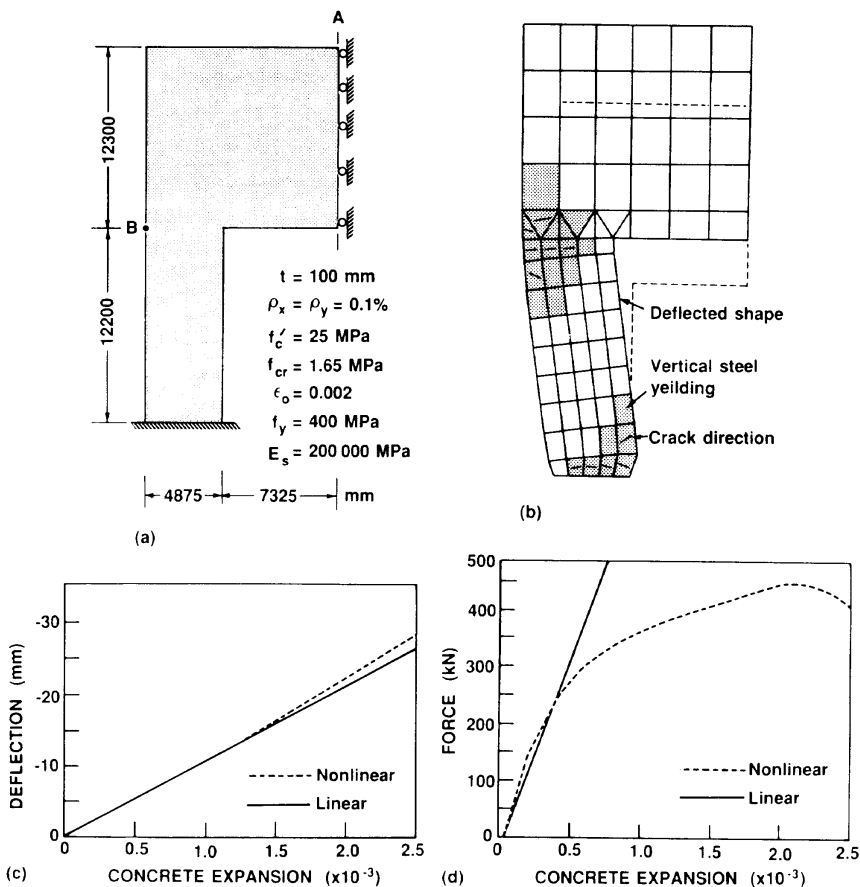 A
12300
B
12200
t = 100 mm
ρx = ρy = 0.1%
fc′ = 25 MPa
fcr = 1.65 MPa
ϵo = 0.002
fy = 400 MPa
Es = 200 000 MPa
4875 7325 mm
(a)
Deflected shape
Vertical steel
yeilding
Crack direction
(b)
DEFLECTION (mm)
-30
-20
-10
0
Nonlinear
Linear
0 0.5 1.0 1.5 2.0 2.5
CONCRETE EXPANSION (x10⁻³)
(c)
FORCE (kN)
500
400
300
200
100
0
Nonlinear
Linear
0 0.5 1.0 1.5 2.0 2.5
CONCRETE EXPANSION (x10⁻³)
(d)